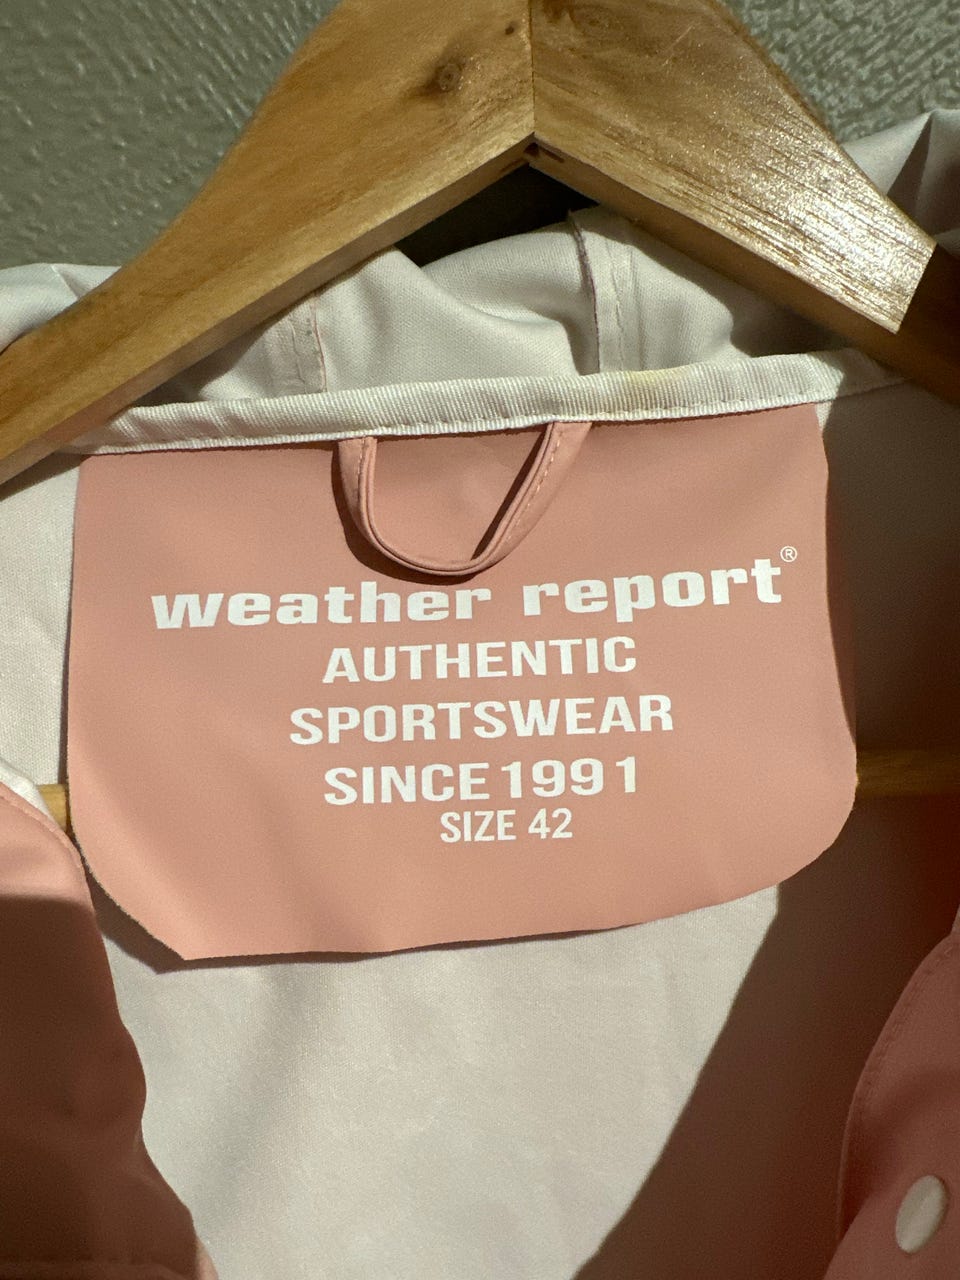 weather report®
AUTHENTIC
SPORTSWEAR
SINCE 1991
SIZE 42